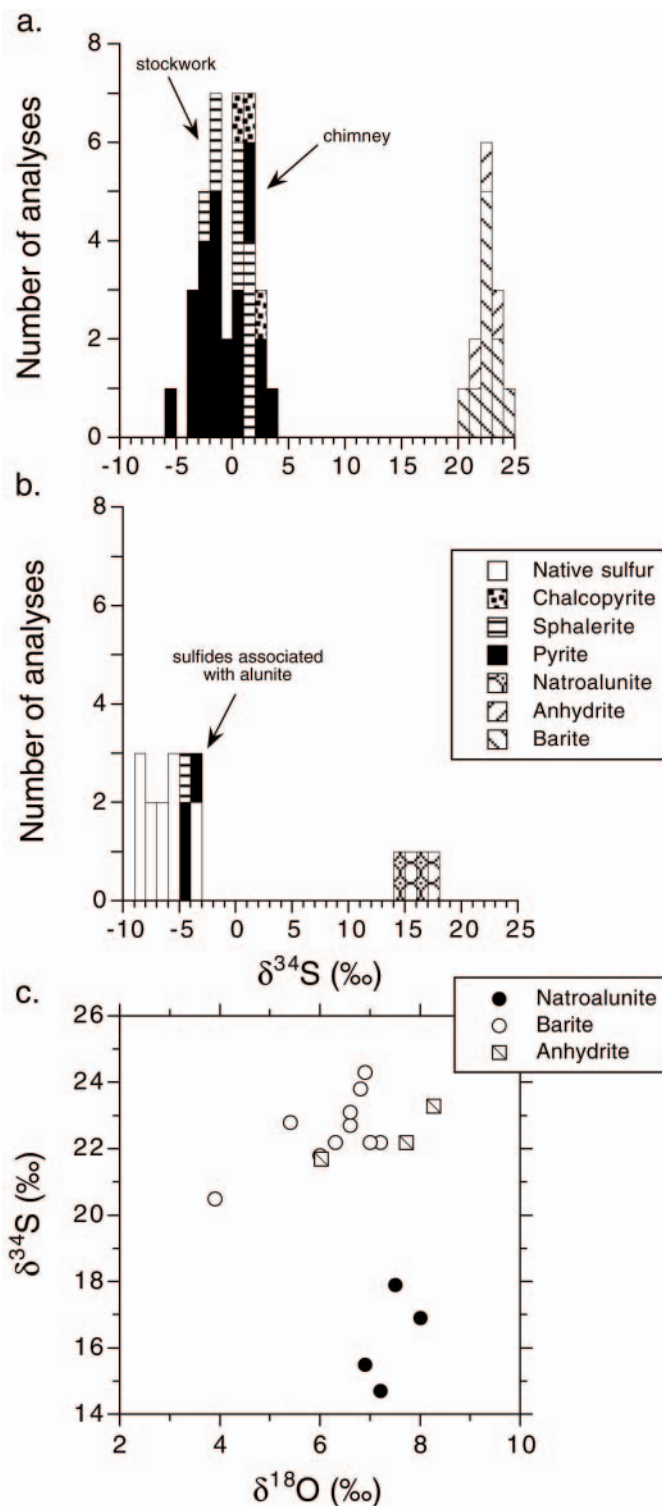 a.
8
6
4
2
0
Number of analyses
stockwork
chimney
-10 -5 0 5 10 15 20 25
b.
8
6
4
2
0
Number of analyses
sulfides associated
with alunite
Native sulfur
Chalcopyrite
Sphalerite
Pyrite
Natroalunite
Anhydrite
Barite
-10 -5 0 5 10 15 20 25
δ34S (‰)
c.
Natroalunite
Barite
Anhydrite
26
24
22
20
18
16
14
δ34S (‰)
2 4 6 8 10
δ18O (‰)